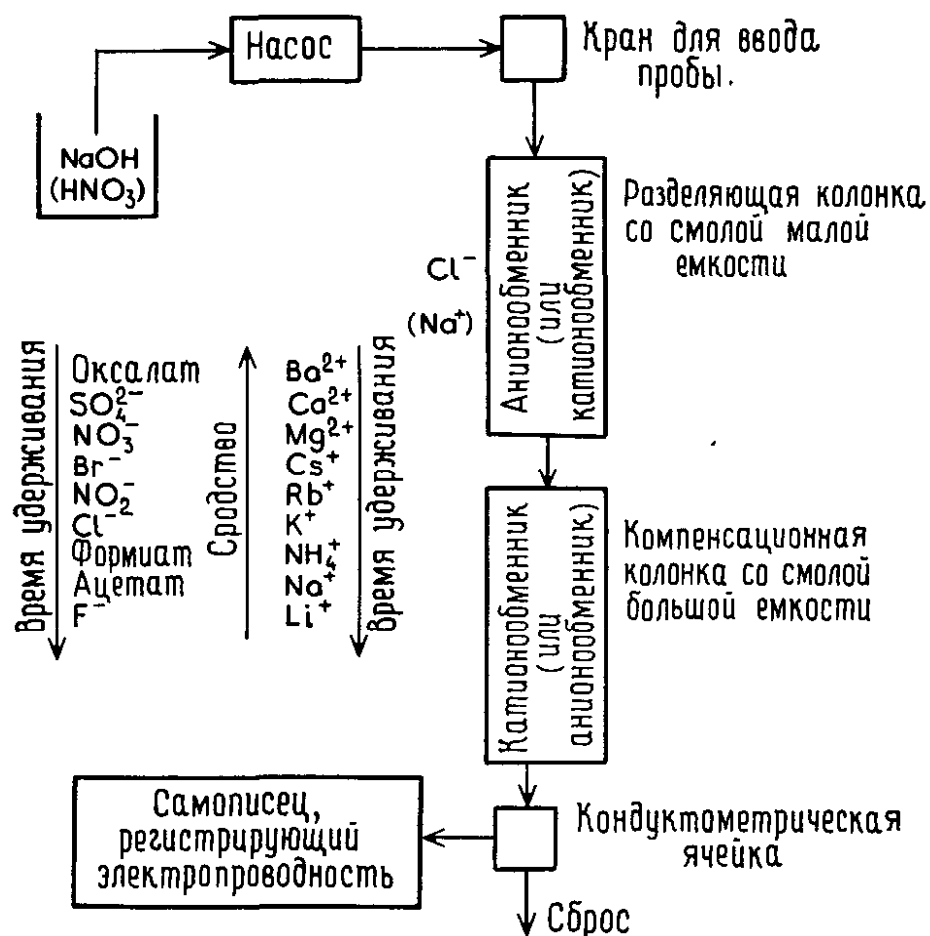 Насос
Кран для ввода
пробы.
NaOH
(HNO₃)
Анионообменник
(или
катионообменник)
Разделяющая колонка
со смолой малой
емкости
Cl⁻
(Na⁺)
Время удерживания
Оксалат
SO₄²⁻
NO₃⁻
Br⁻
NO₂⁻
Cl⁻
Формиат
Ацетат
F⁻
Сродство
Ba²⁺
Ca²⁺
Mg²⁺
Cs⁺
Rb⁺
K⁺
NH₄⁺
Na⁺
Li⁺
Время удерживания
Катионообменник
(или
анионообменник)
Компенсационная
колонка со смолой
большой емкости
Самописец,
регистрирующий
электропроводность
Кондуктометрическая
ячейка
Сброс